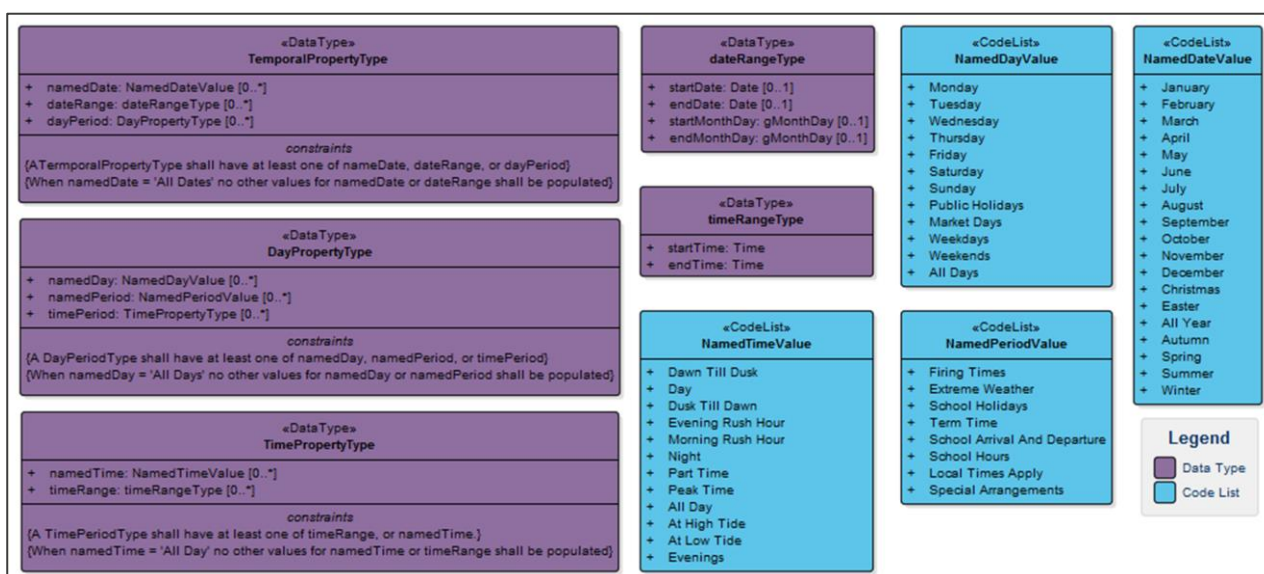 «DataType»
TemporalPropertyType
+ namedDate: NamedDateValue [0..*]
+ dateRange: dateRangeType [0..*]
+ dayPeriod: DayPropertyType [0..*]
constraints
{A TermporalPropertyType shall have at least one of nameDate, dateRange, or dayPeriod}
{When namedDate = 'All Dates' no other values for namedDate or dateRange shall be populated}
«DataType»
DayPropertyType
+ namedDay: NamedDayValue [0..*]
+ namedPeriod: NamedPeriodValue [0..*]
+ timePeriod: TimePropertyType [0..*]
constraints
{A DayPeriodType shall have at least one of namedDay, namedPeriod, or timePeriod}
{When namedDay = 'All Days' no other values for namedDay or namedPeriod shall be populated}
«DataType»
TimePropertyType
+ namedTime: NamedTimeValue [0..*]
+ timeRange: timeRangeType [0..*]
constraints
{A TimePeriodType shall have at least one of timeRange, or namedTime.}
{When namedTime = 'All Day' no other values for namedTime or timeRange shall be populated}
«DataType»
dateRangeType
+ startDate: Date [0..1]
+ endDate: Date [0..1]
+ startMonthDay: gMonthDay [0..1]
+ endMonthDay: gMonthDay [0..1]
«DataType»
timeRangeType
+ startTime: Time
+ endTime: Time
«CodeList»
NamedTimeValue
+ Dawn Till Dusk
+ Day
+ Dusk Till Dawn
+ Evening Rush Hour
+ Morning Rush Hour
+ Night
+ Part Time
+ Peak Time
+ All Day
+ At High Tide
+ At Low Tide
+ Evenings
«CodeList»
NamedDayValue
+ Monday
+ Tuesday
+ Wednesday
+ Thursday
+ Friday
+ Saturday
+ Sunday
+ Public Holidays
+ Market Days
+ Weekdays
+ Weekends
+ All Days
«CodeList»
NamedPeriodValue
+ Firing Times
+ Extreme Weather
+ School Holidays
+ Term Time
+ School Arrival And Departure
+ School Hours
+ Local Times Apply
+ Special Arrangements
«CodeList»
NamedDateValue
+ January
+ February
+ March
+ April
+ May
+ June
+ July
+ August
+ September
+ October
+ November
+ December
+ Christmas
+ Easter
+ All Year
+ Autumn
+ Spring
+ Summer
+ Winter
Legend
Data Type
Code List